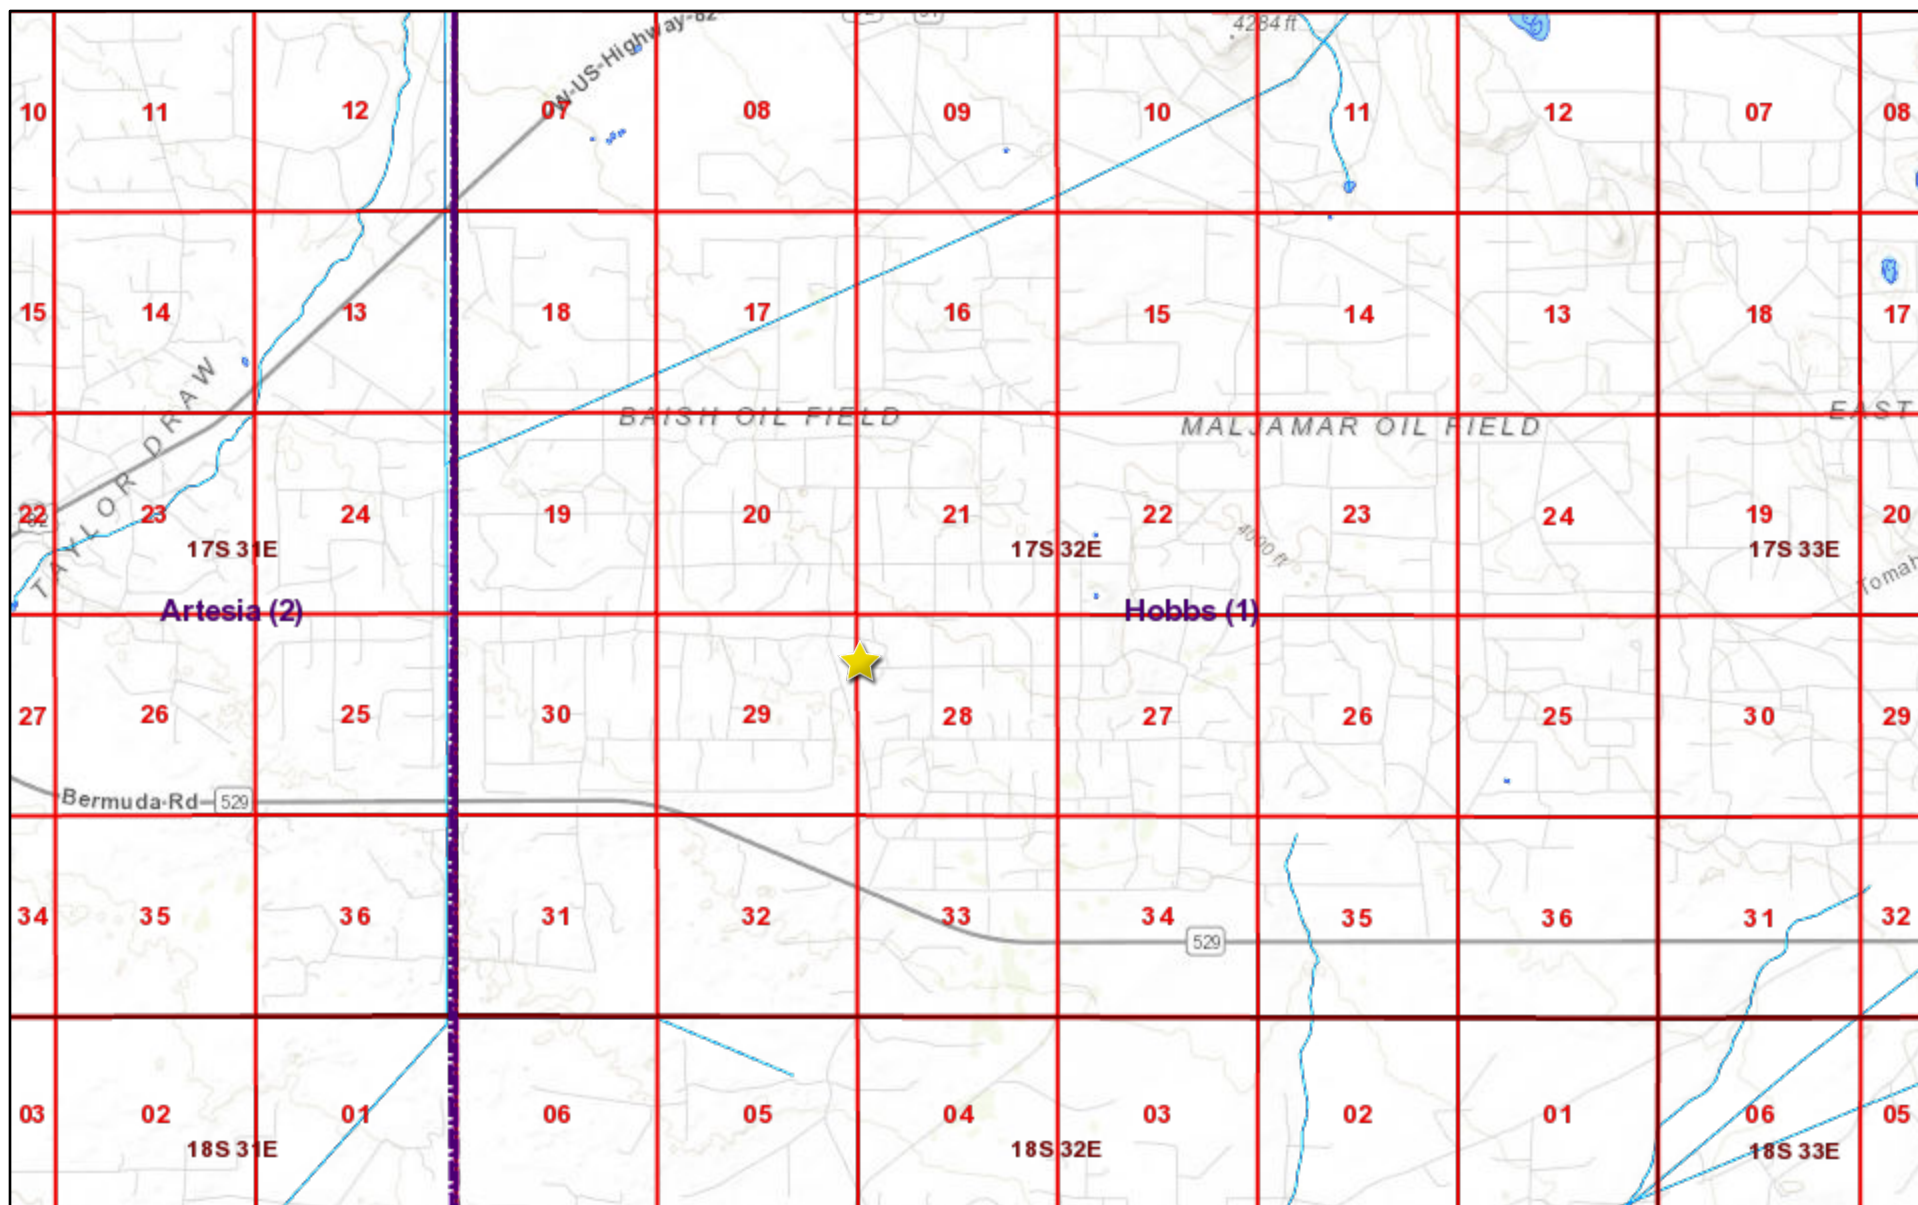 W-US-Highway-82
4284 ft
10 11 12 07 08 09 10 11 12 07 08
15 14 13 18 17 16 15 14 13 18 17
TAYLOR DRAW
BAISH OIL FIELD
MALJAMAR OIL FIELD
EAST
22 23 24 19 20 21 22 23 24 19 20
4000 ft
17S 31E 17S 32E 17S 33E
Tomah
Artesia (2) Hobbs (1)
27 26 25 30 29 28 27 26 25 30 29
Bermuda-Rd 529
34 35 36 31 32 33 34 35 36 31 32
529
03 02 01 06 05 04 03 02 01 06 05
18S 31E 18S 32E 18S 33E